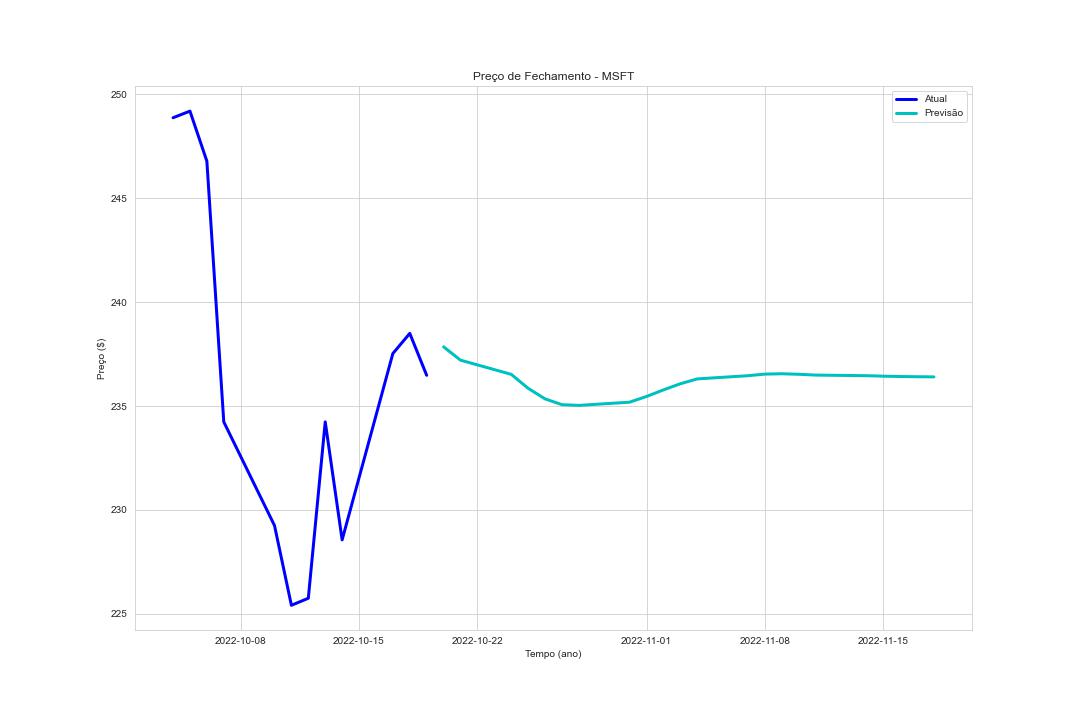 Preço de Fechamento - MSFT
Atual
Previsão
250
245
240
235
230
225
Preço ($)
2022-10-08 2022-10-15 2022-10-22 2022-11-01 2022-11-08 2022-11-15
Tempo (ano)